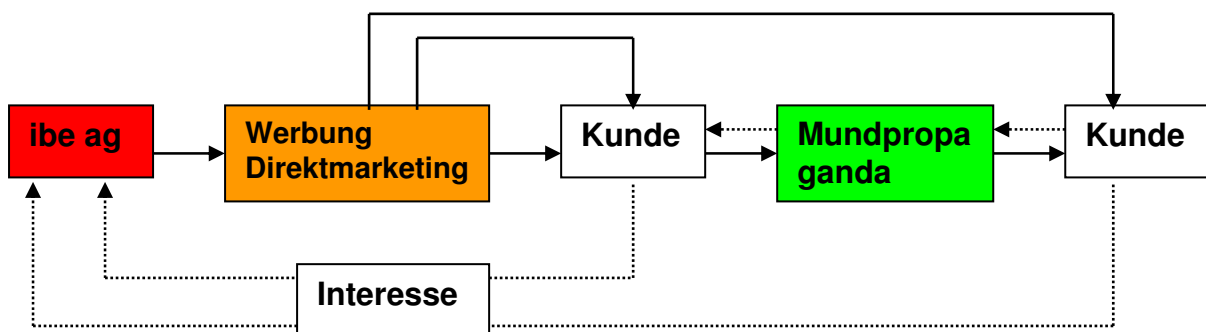 ibe ag
Werbung
Direktmarketing
Kunde
Mundpropa
ganda
Kunde
Interesse